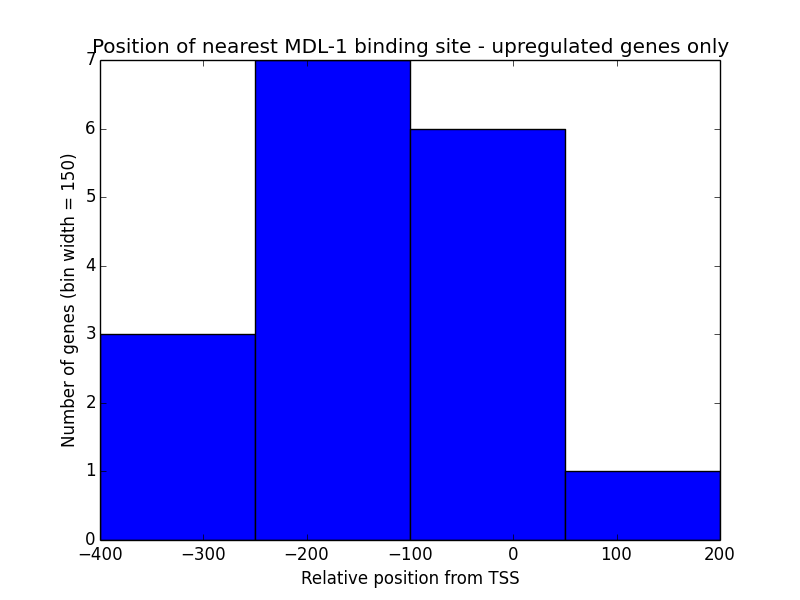 Position of nearest MDL-1 binding site - upregulated genes only
7
6
5
4
3
2
1
0
Number of genes (bin width = 150)
−400 −300 −200 −100 0 100 200
Relative position from TSS